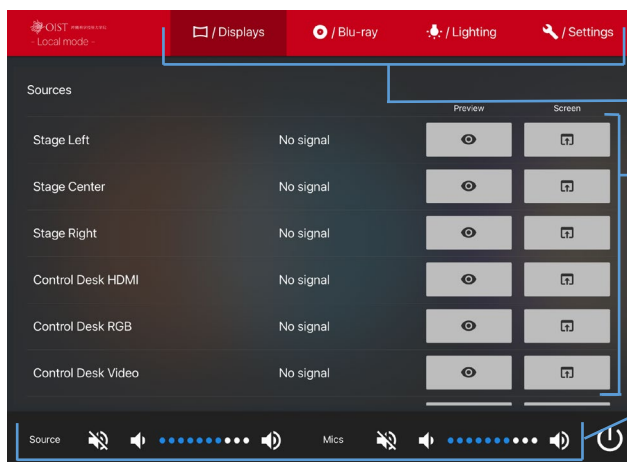 OIST
- Local mode -
/ Displays
/ Blu-ray
/ Lighting
/ Settings
Sources
Preview
Screen
Stage Left
No signal
Stage Center
No signal
Stage Right
No signal
Control Desk HDMI
No signal
Control Desk RGB
No signal
Control Desk Video
No signal
Source
Mics